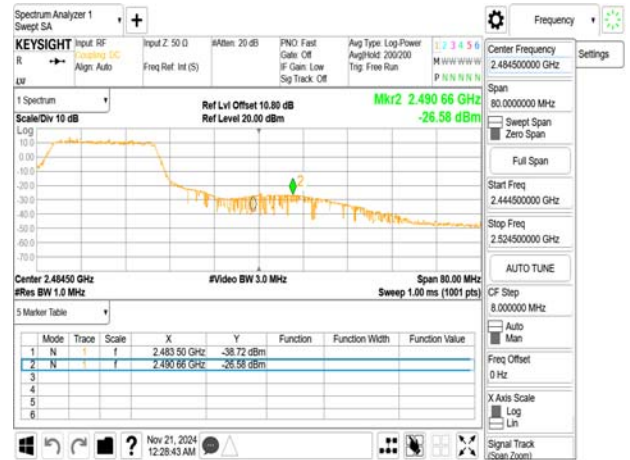 Spectrum Analyzer 1
Swept SA
Frequency
KEYSIGHT
R
Input: RF
Coupling: DC
Align: Auto
Input Z: 50 Ω
Freq Ref: Int (S)
#Atten: 20 dB
PNO: Fast
Gate: Off
IF Gain: Low
Sig Track: Off
Avg Type: Log-Power
Avg|Hold: 200/200
Trig: Free Run
1 2 3 4 5 6
M W W W W W
P N N N N N
1 Spectrum
Scale/Div 10 dB
Ref Lvl Offset 10.80 dB
Ref Level 20.00 dBm
Mkr2 2.490 66 GHz
-26.58 dBm
Log
10.0
0.00
-10.0
-20.0
-30.0
-40.0
-50.0
-60.0
-70.0
2
Center 2.48450 GHz
#Res BW 1.0 MHz
#Video BW 3.0 MHz
Span 80.00 MHz
Sweep 1.00 ms (1001 pts)
5 Marker Table
Mode Trace Scale X Y Function Function Width Function Value
1 N 1 f 2.483 50 GHz -38.72 dBm
2 N 1 f 2.490 66 GHz -26.58 dBm
3
4
5
6
Nov 21, 2024
12:28:43 AM
Center Frequency
2.484500000 GHz
Settings
Span
80.0000000 MHz
Swept Span
Zero Span
Full Span
Start Freq
2.444500000 GHz
Stop Freq
2.524500000 GHz
AUTO TUNE
CF Step
8.000000 MHz
Auto
Man
Freq Offset
0 Hz
X Axis Scale
Log
Lin
Signal Track
(Span Zoom)